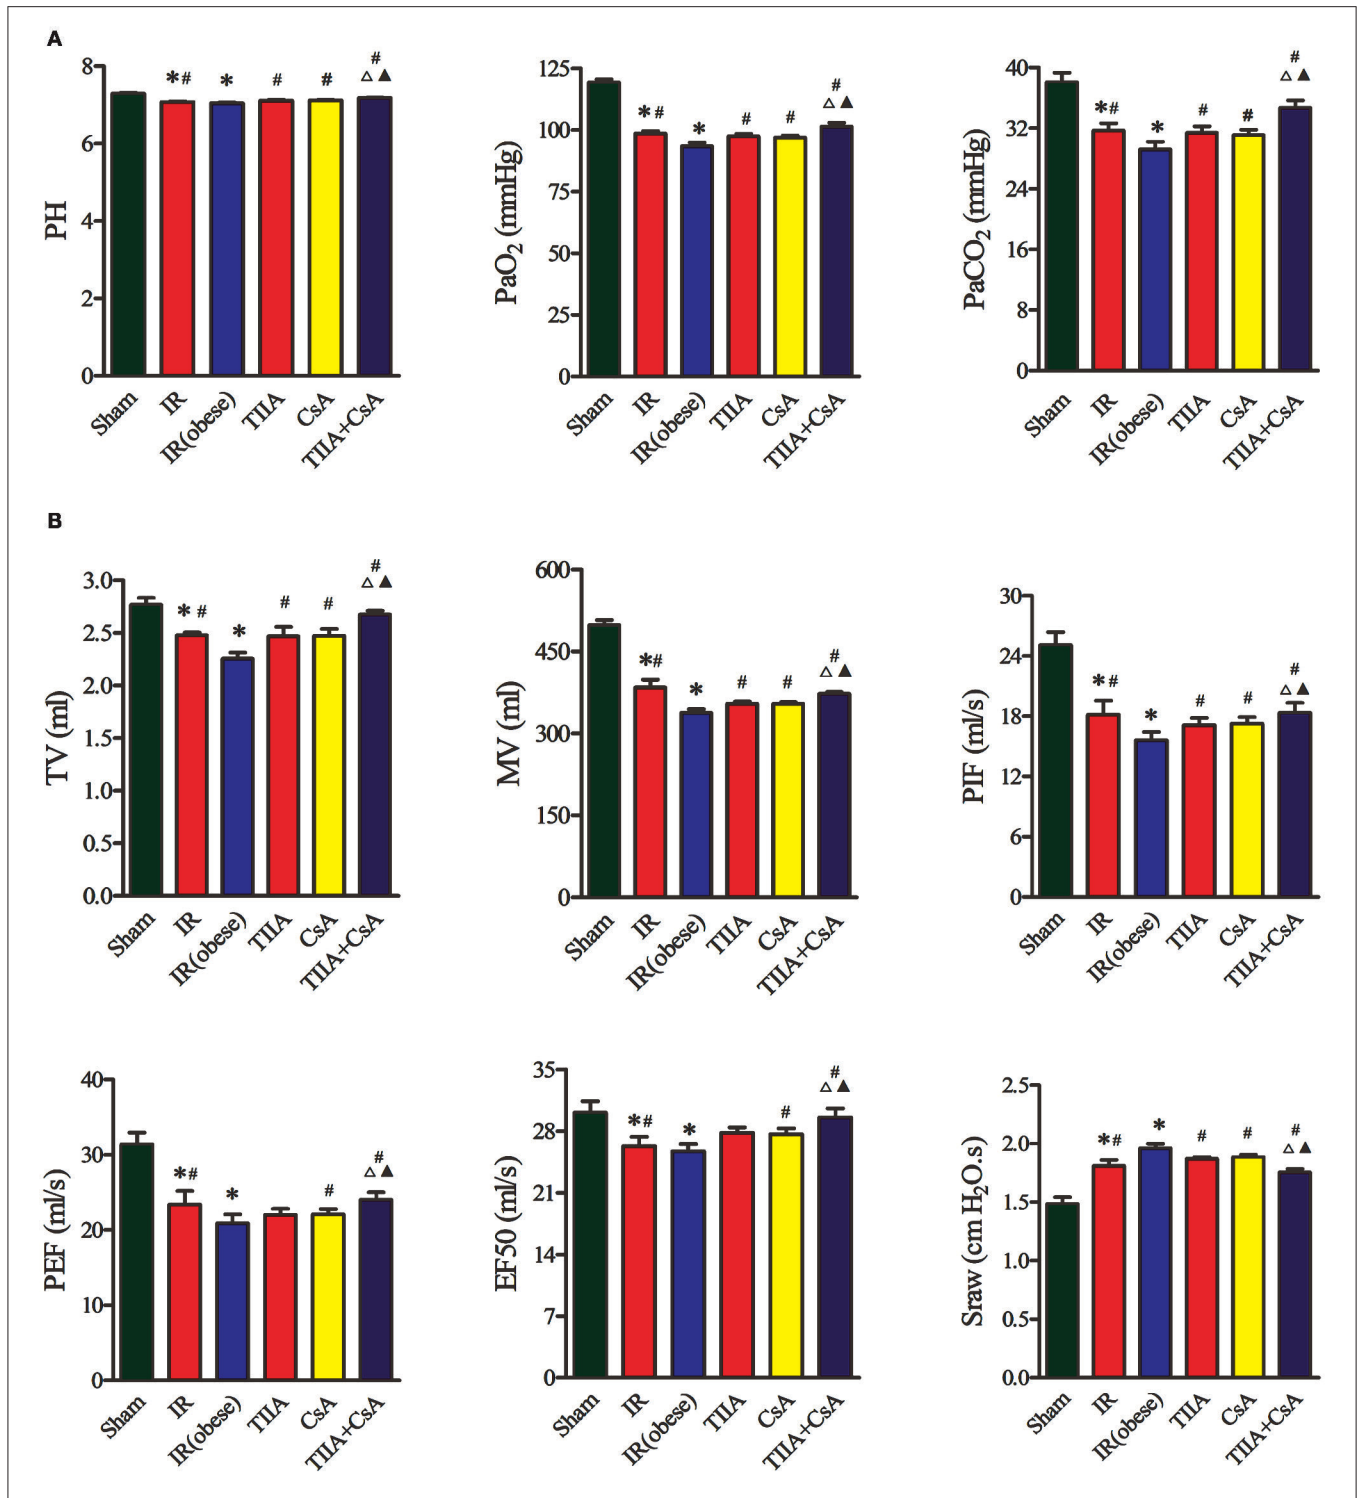 A
8
6
4
2
0
PH
* #
*
#
#
#
△ ▲
Sham
IR
IR(obese)
TIIA
CsA
TIIA+CsA
125
100
75
50
25
0
PaO₂ (mmHg)
* #
*
#
#
#
△ ▲
Sham
IR
IR(obese)
TIIA
CsA
TIIA+CsA
40
32
24
16
8
0
PaCO₂ (mmHg)
* #
*
#
#
#
△ ▲
Sham
IR
IR(obese)
TIIA
CsA
TIIA+CsA
B
3.0
2.5
2.0
1.5
1.0
0.5
0.0
TV (ml)
* #
*
#
#
#
△ ▲
Sham
IR
IR(obese)
TIIA
CsA
TIIA+CsA
600
450
300
150
0
MV (ml)
* #
*
#
#
#
△ ▲
Sham
IR
IR(obese)
TIIA
CsA
TIIA+CsA
30
24
18
12
6
0
PIF (ml/s)
* #
*
#
#
#
△ ▲
Sham
IR
IR(obese)
TIIA
CsA
TIIA+CsA
40
30
20
10
0
PEF (ml/s)
* #
*
#
#
△ ▲
Sham
IR
IR(obese)
TIIA
CsA
TIIA+CsA
35
28
21
14
7
0
EF50 (ml/s)
* #
*
#
#
△ ▲
Sham
IR
IR(obese)
TIIA
CsA
TIIA+CsA
2.5
2.0
1.5
1.0
0.5
0.0
Sraw (cm H₂O.s)
* #
*
#
#
#
△ ▲
Sham
IR
IR(obese)
TIIA
CsA
TIIA+CsA